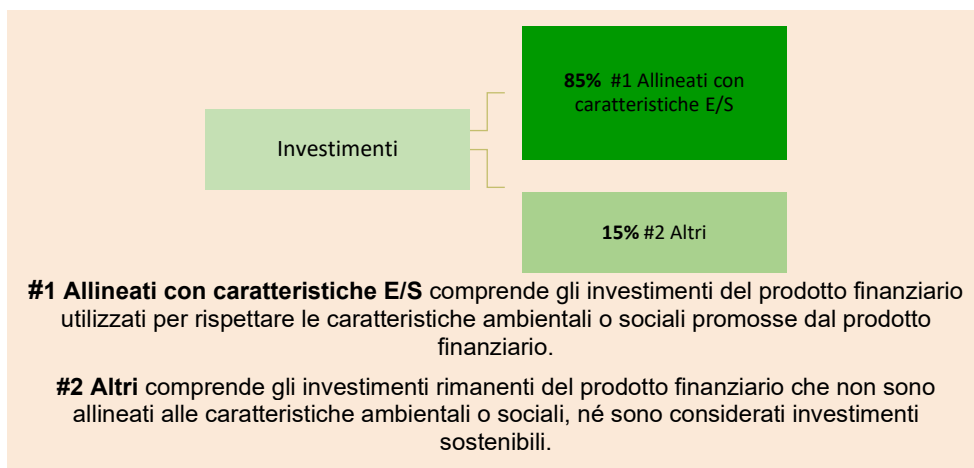 85% #1 Allineati con
caratteristiche E/S
Investimenti
15% #2 Altri
#1 Allineati con caratteristiche E/S comprende gli investimenti del prodotto finanziario
utilizzati per rispettare le caratteristiche ambientali o sociali promosse dal prodotto
finanziario.
#2 Altri comprende gli investimenti rimanenti del prodotto finanziario che non sono
allineati alle caratteristiche ambientali o sociali, né sono considerati investimenti
sostenibili.